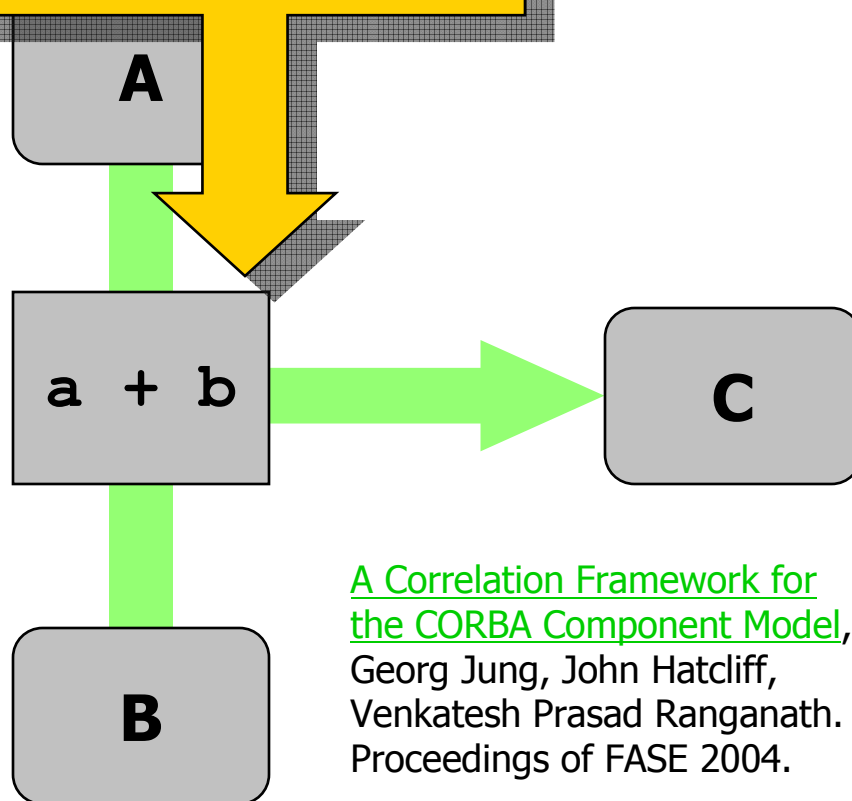 A
a + b
C
A Correlation Framework for
the CORBA Component Model,
Georg Jung, John Hatcliff,
Venkatesh Prasad Ranganath.
Proceedings of FASE 2004.
B